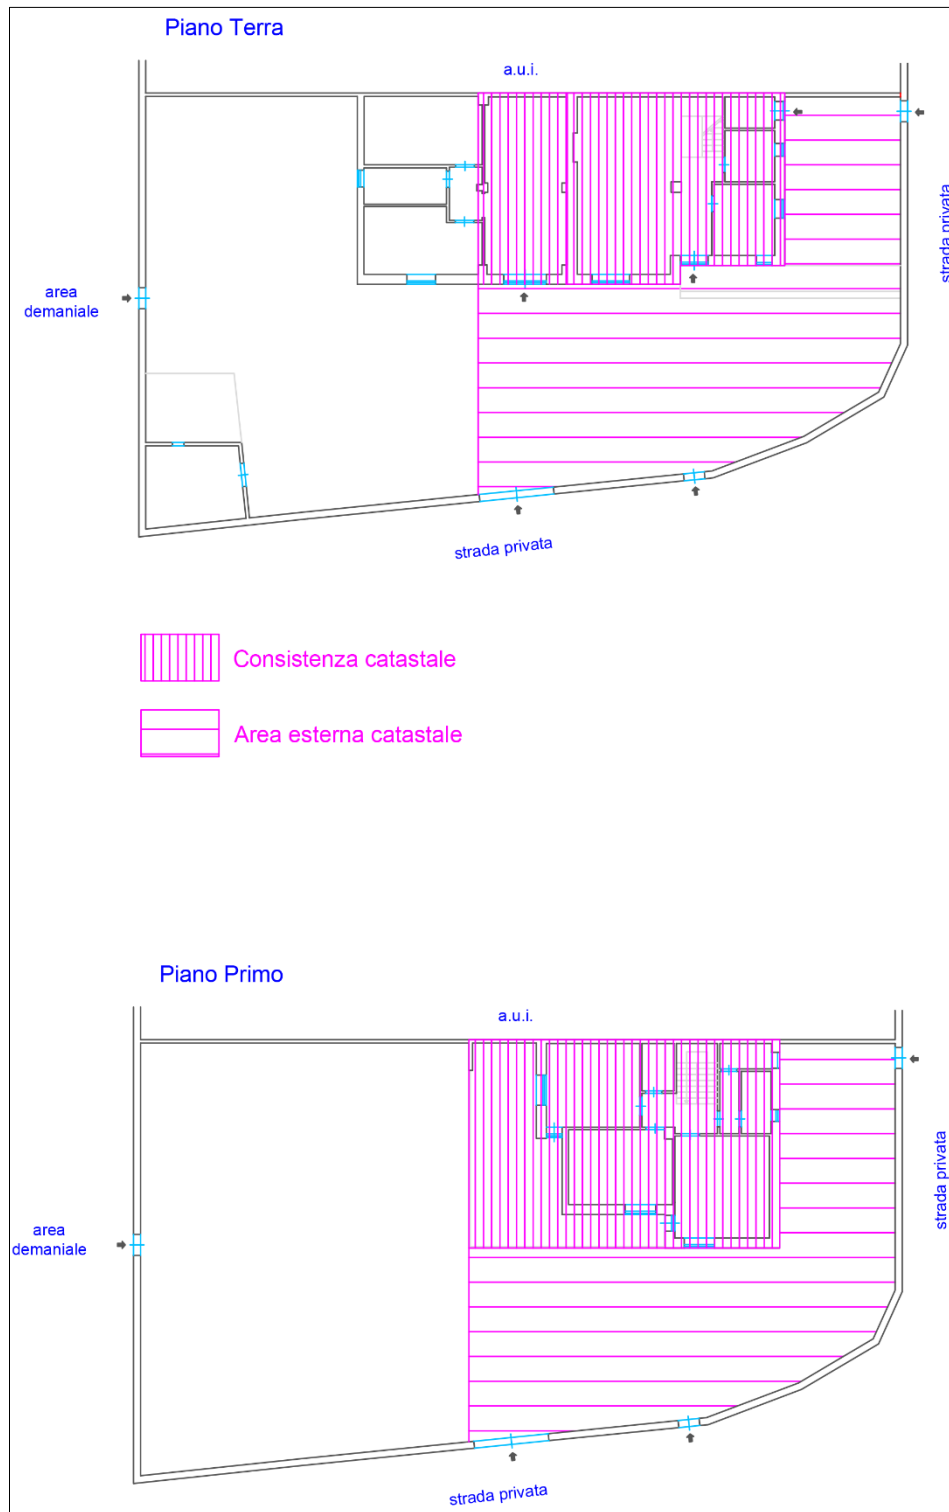 Piano Terra
a.u.i.
strada privata
area
demaniale
strada privata
Consistenza catastale
Area esterna catastale
Piano Primo
a.u.i.
strada privata
area
demaniale
strada privata